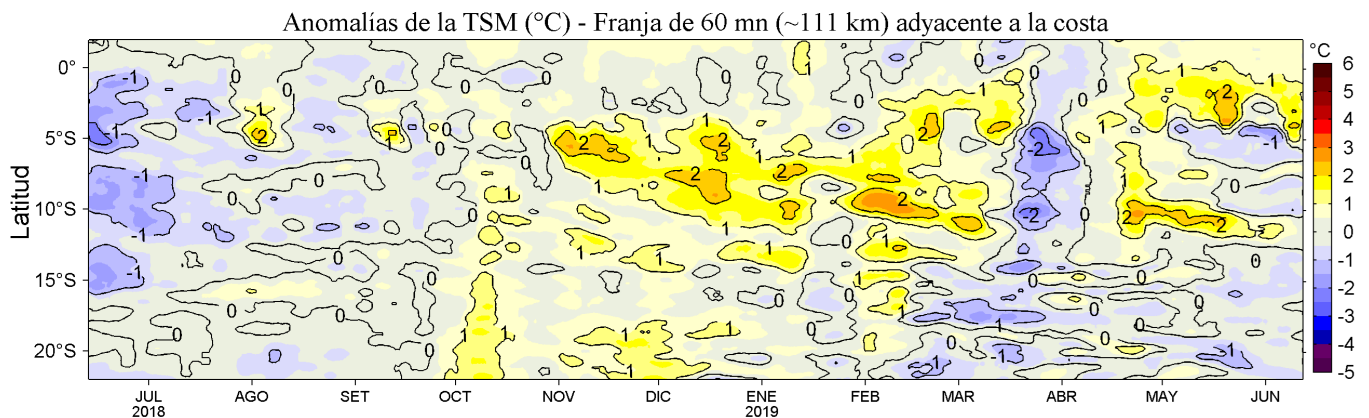 Anomalías de la TSM (°C) - Franja de 60 mn (~111 km) adyacente a la costa
Latitud
0°
5°S
10°S
15°S
20°S
JUL AGO SET OCT NOV DIC ENE FEB MAR ABR MAY JUN
2018 2019
°C
6
5
4
3
2
1
0
-1
-2
-3
-4
-5